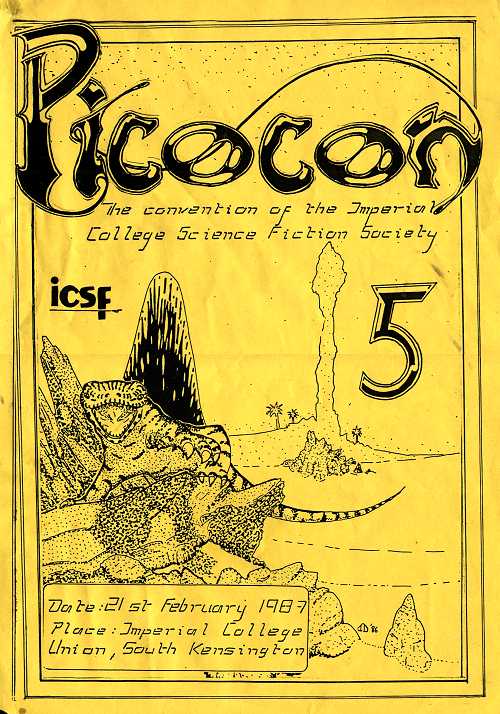 Picocon
The convention of the Imperial
College Science Fiction Society
icsf
5
Date: 21st February 1987
Place: Imperial College
Union, South Kensington